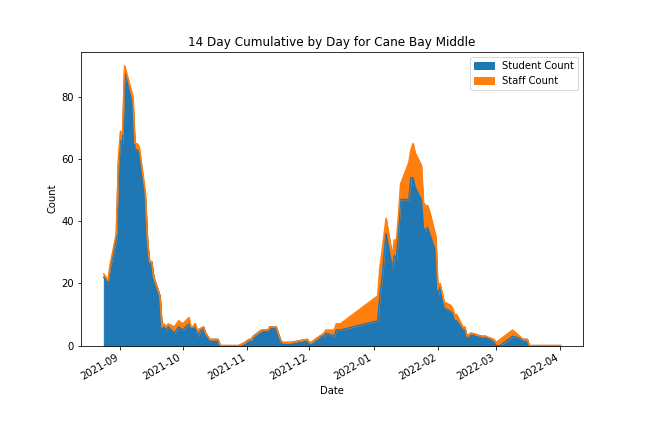 14 Day Cumulative by Day for Cane Bay Middle
Student Count
Staff Count
80
60
40
20
0
Count
2021-09
2021-10
2021-11
2021-12
2022-01
2022-02
2022-03
2022-04
Date